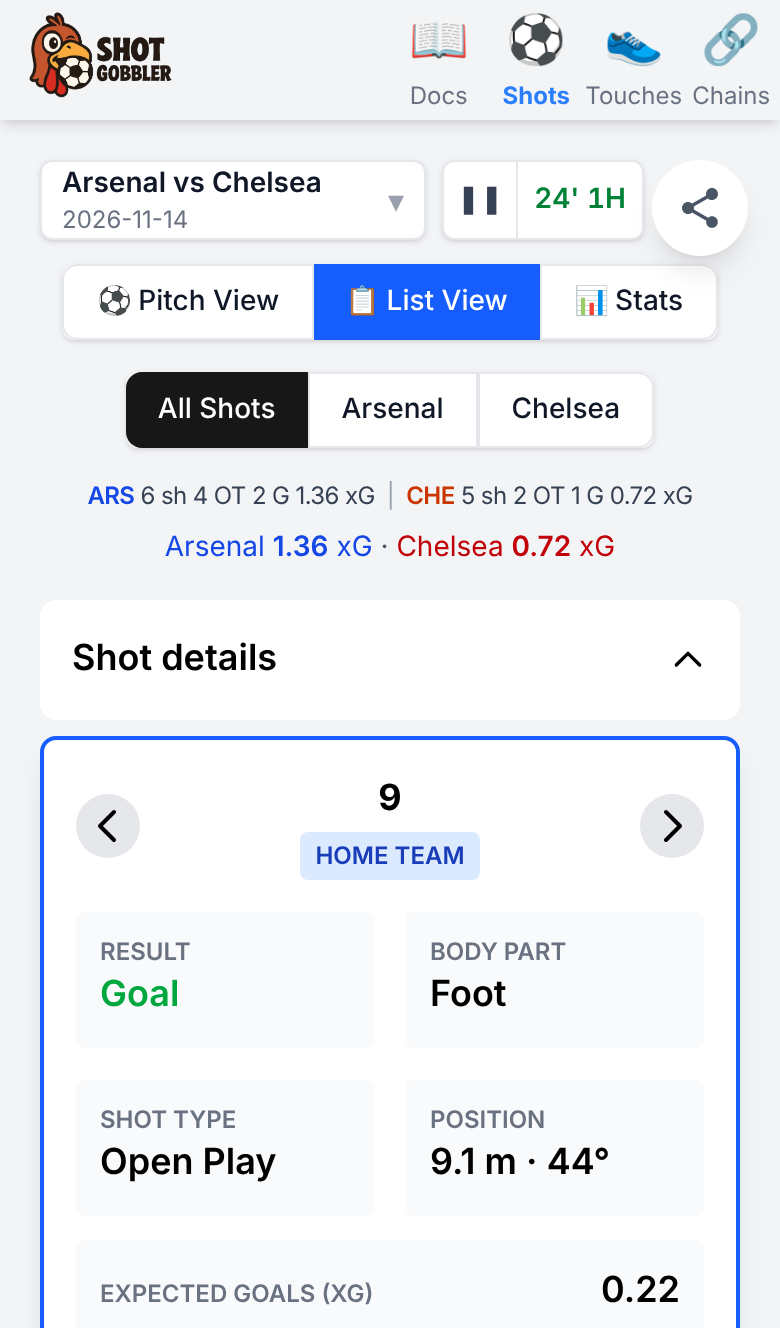 SHOT
GOBBLER
Docs
Shots
Touches
Chains
Arsenal vs Chelsea
2026-11-14
24' 1H
Pitch View
List View
Stats
All Shots
Arsenal
Chelsea
ARS 6 sh 4 OT 2 G 1.36 xG | CHE 5 sh 2 OT 1 G 0.72 xG
Arsenal 1.36 xG · Chelsea 0.72 xG
Shot details
9
HOME TEAM
RESULT
Goal
BODY PART
Foot
SHOT TYPE
Open Play
POSITION
9.1 m · 44°
EXPECTED GOALS (XG)
0.22